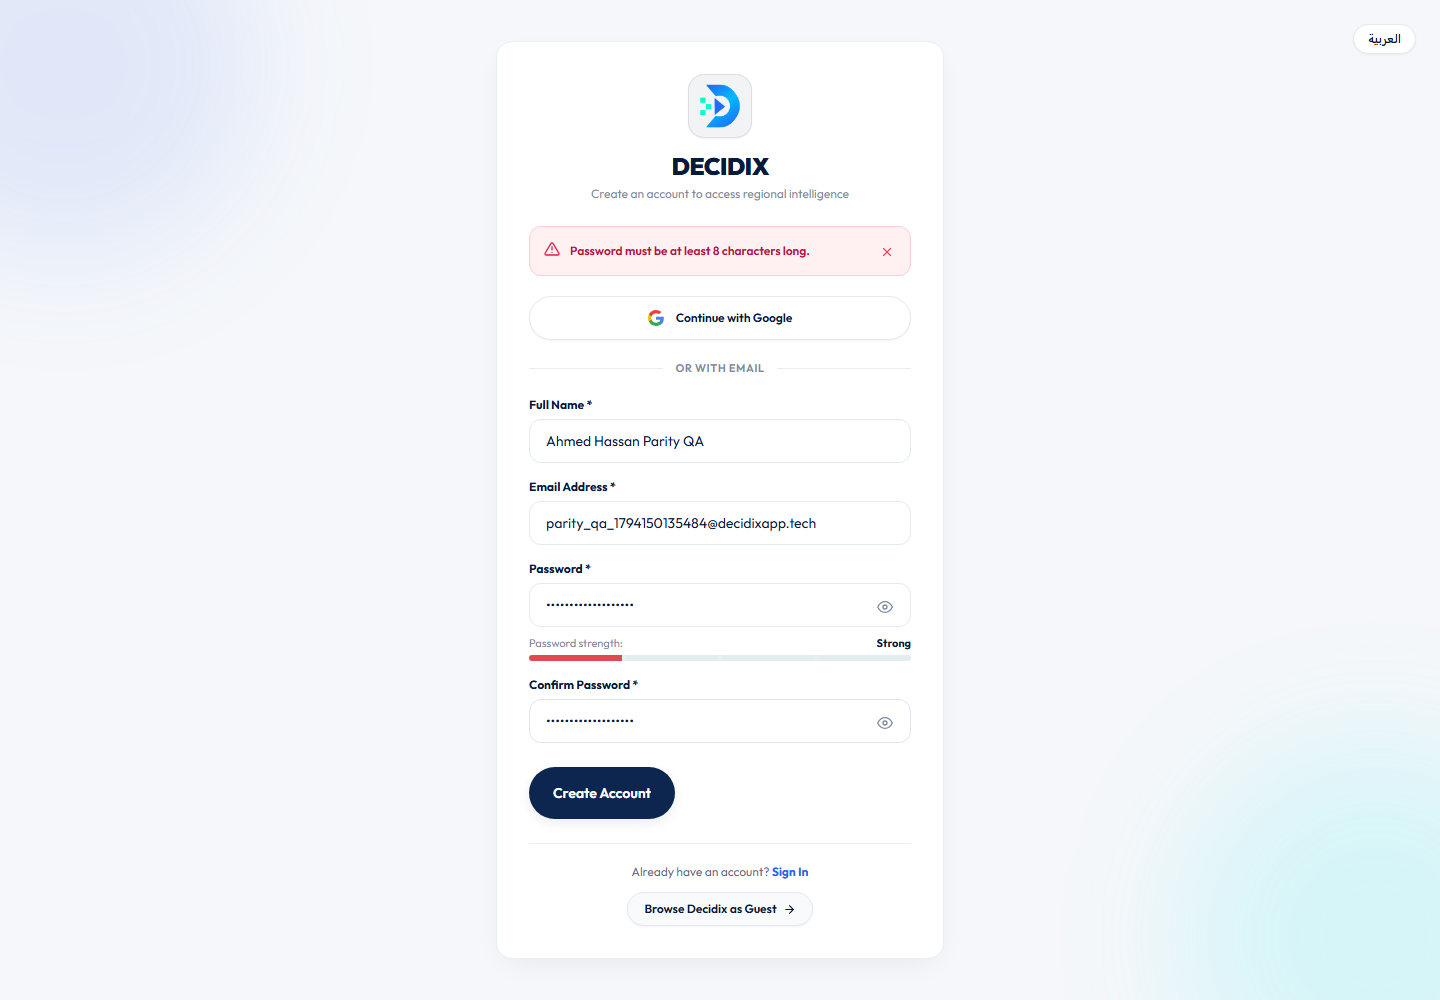 العربية
DECIDIX
Create an account to access regional intelligence
Password must be at least 8 characters long.
Continue with Google
OR WITH EMAIL
Full Name *
Ahmed Hassan Parity QA
Email Address *
parity_qa_1794150135484@decidixapp.tech
Password *
•••••••••••••••••••
Password strength: Strong
Confirm Password *
•••••••••••••••••••
Create Account
Already have an account? Sign In
Browse Decidix as Guest →